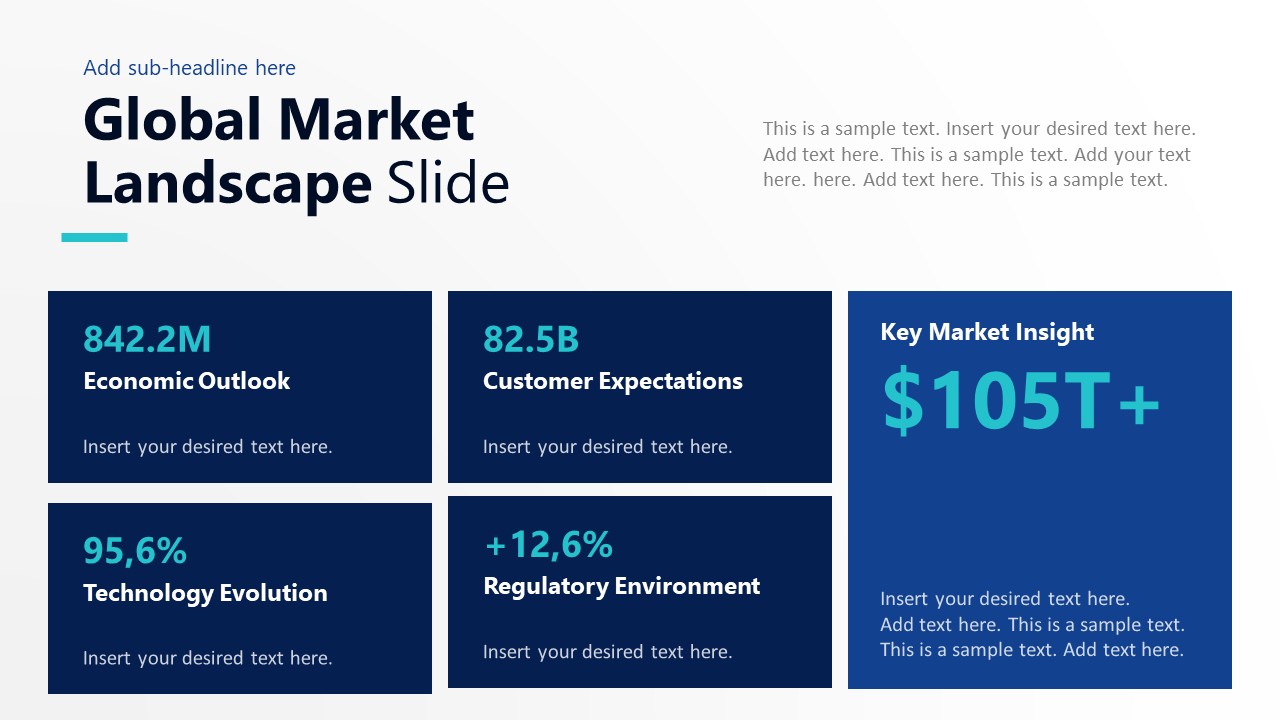 Add sub-headline here
Global Market
Landscape Slide
This is a sample text. Insert your desired text here.
Add text here. This is a sample text. Add your text
here. here. Add text here. This is a sample text.
842.2M
Economic Outlook
Insert your desired text here.
82.5B
Customer Expectations
Insert your desired text here.
95,6%
Technology Evolution
Insert your desired text here.
+12,6%
Regulatory Environment
Insert your desired text here.
Key Market Insight
$105T+
Insert your desired text here.
Add text here. This is a sample text.
This is a sample text. Add text here.